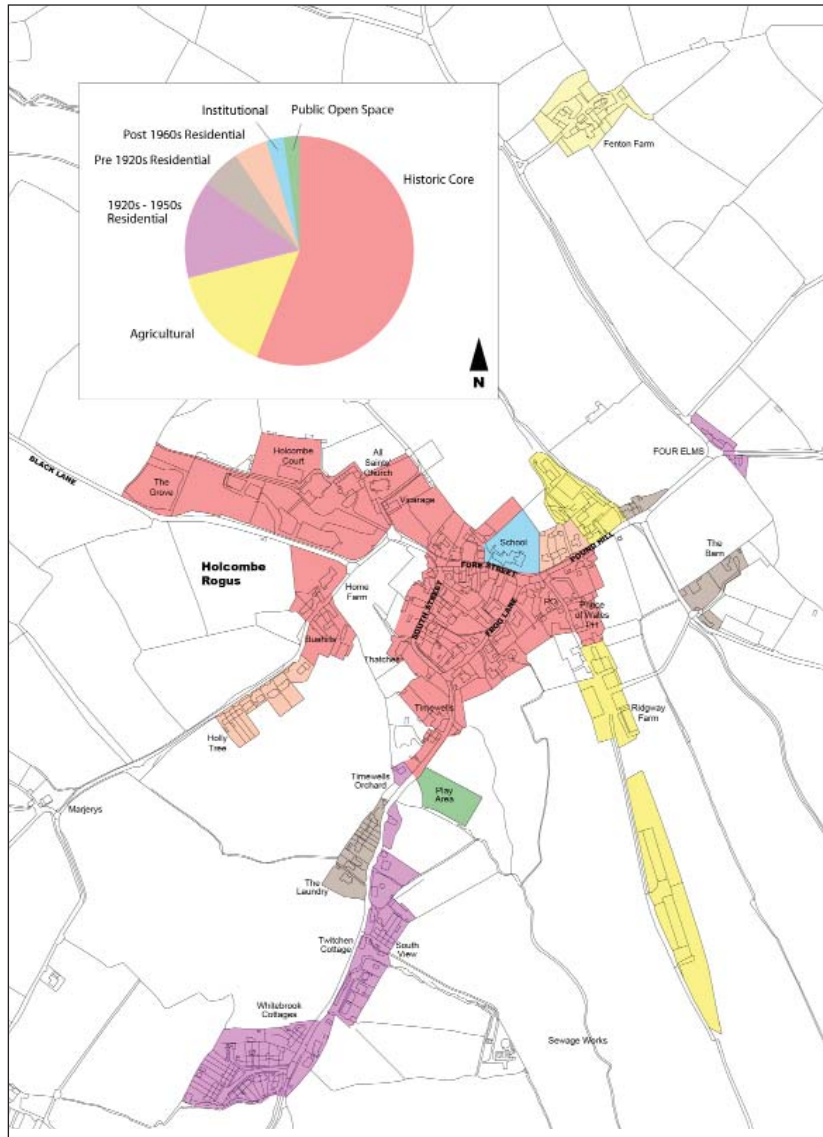 Institutional
Public Open Space
Post 1960s Residential
Pre 1920s Residential
Historic Core
1920s - 1950s
Residential
Agricultural
N
Fenton Farm
FOUR ELMS
BLACK LANE
The
Grove
Holcombe
Court
All
Saints
Church
Vicarage
School
POUND HILL
The
Barn
Holcombe
Rogus
FORE STREET
Home
Farm
SOUTH STREET
FROG LANE
PO
Prince
of Wales
PH
Thatches
Timewells
Ridgway
Farm
Holly
Tree
Timewells
Orchard
Play
Area
Marjerys
The
Laundry
Twitchen
Cottage
South
View
Whitebrook
Cottages
Sewage Works